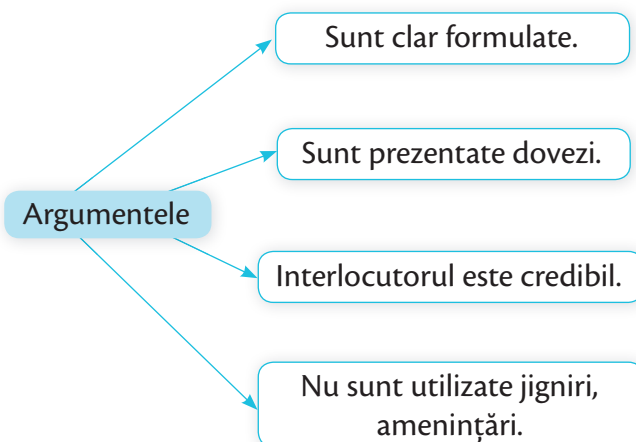 Sunt clar formulate.
Sunt prezentate dovezi.
Argumentele
Interlocutorul este credibil.
Nu sunt utilizate jigniri,
amenințări.